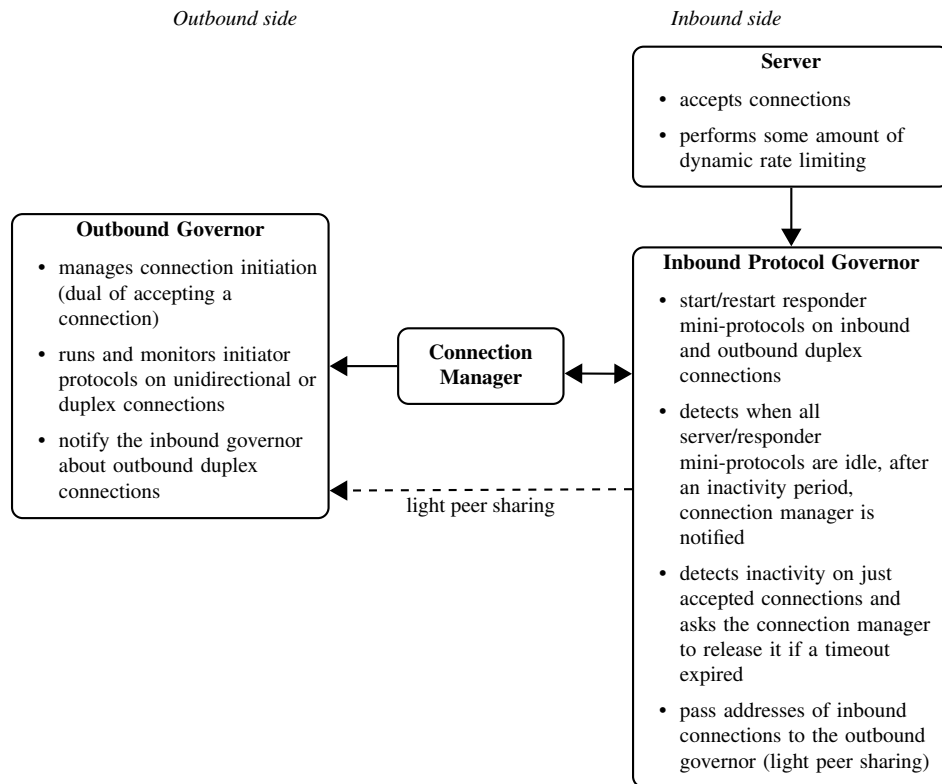 Outbound side
Inbound side
Server
• accepts connections
• performs some amount of
dynamic rate limiting
Outbound Governor
• manages connection initiation
(dual of accepting a
connection)
• runs and monitors initiator
protocols on unidirectional or
duplex connections
• notify the inbound governor
about outbound duplex
connections
Connection
Manager
light peer sharing
Inbound Protocol Governor
• start/restart responder
mini-protocols on inbound
and outbound duplex
connections
• detects when all
server/responder
mini-protocols are idle, after
an inactivity period,
connection manager is
notified
• detects inactivity on just
accepted connections and
asks the connection manager
to release it if a timeout
expired
• pass addresses of inbound
connections to the outbound
governor (light peer sharing)